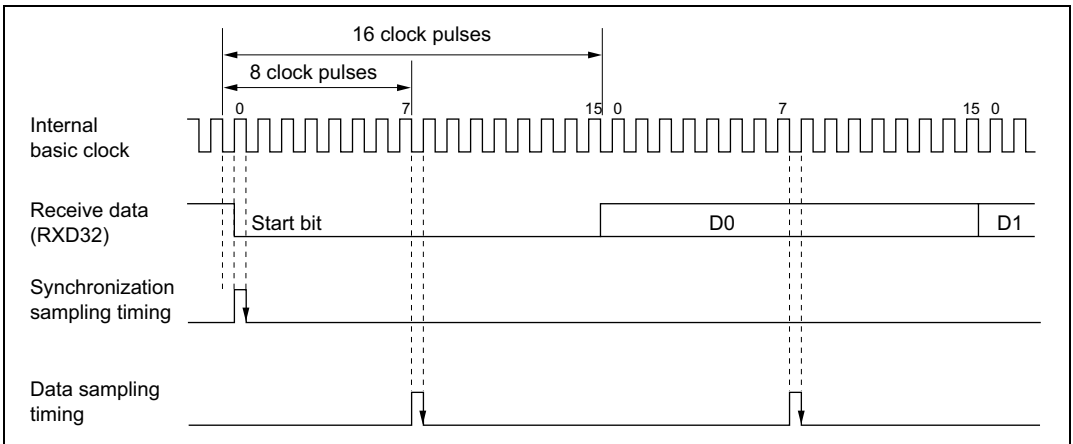 16 clock pulses
8 clock pulses
0 7 15 0 7 15 0
Internal
basic clock
Receive data
(RXD32)
Start bit D0 D1
Synchronization
sampling timing
Data sampling
timing